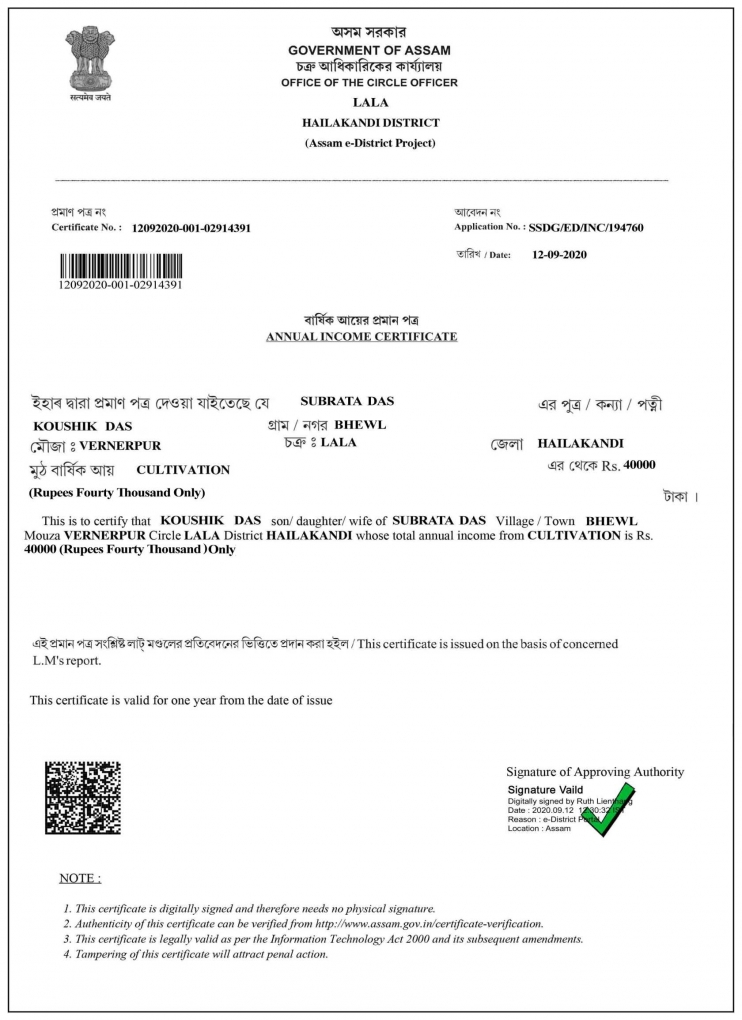 सत्यमेव जयते
অসম সরকার
GOVERNMENT OF ASSAM
চক্র আধিকারিকের কার্য্যালয়
OFFICE OF THE CIRCLE OFFICER
LALA
HAILAKANDI DISTRICT
(Assam e-District Project)
প্রমাণ পত্র নং
Certificate No. : 12092020-001-02914391
আবেদন নং
Application No. : SSDG/ED/INC/194760
তারিখ / Date: 12-09-2020
12092020-001-02914391
বার্ষিক আয়ের প্রমান পত্র
ANNUAL INCOME CERTIFICATE
ইহাৰ দ্বারা প্রমাণ পত্র দেওয়া যাইতেছে যে SUBRATA DAS এর পুত্র / কন্যা / পত্নী
KOUSHIK DAS গ্রাম / নগর BHEWL
মৌজা : VERNERPUR চক্র : LALA জেলা HAILAKANDI
মুঠ বার্ষিক আয় CULTIVATION এর থেকে Rs. 40000
(Rupees Fourty Thousand Only) টাকা ।
This is to certify that KOUSHIK DAS son/ daughter/ wife of SUBRATA DAS Village / Town BHEWL
Mouza VERNERPUR Circle LALA District HAILAKANDI whose total annual income from CULTIVATION is Rs.
40000 (Rupees Fourty Thousand )Only
এই প্রমান পত্র সংশ্লিষ্ট লাট্ মণ্ডলের প্রতিবেদনের ভিত্তিতে প্রদান করা হইল / This certificate is issued on the basis of concerned
L.M's report.
This certificate is valid for one year from the date of issue
Signature of Approving Authority
Signature Vaild
Digitally signed by Ruth
Date : 2020.09.12
Reason : e-District
Location : Assam
NOTE :
1. This certificate is digitally signed and therefore needs no physical signature.
2. Authenticity of this certificate can be verified from http://www.assam.gov.in/certificate-verification.
3. This certificate is legally valid as per the Information Technology Act 2000 and its subsequent amendments.
4. Tampering of this certificate will attract penal action.